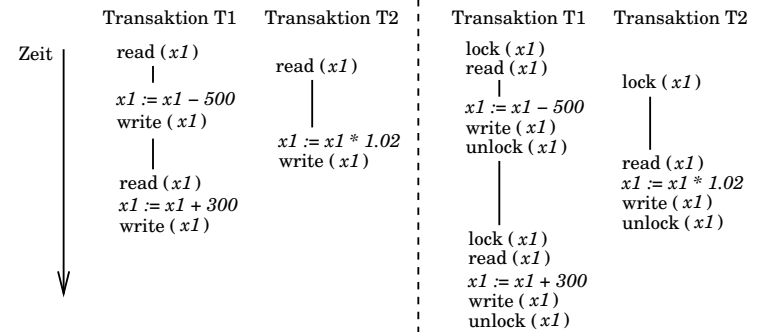 Transaktion T1
Transaktion T2
Zeit
read (x1)
read (x1)
x1 := x1 – 500
write (x1)
x1 := x1 * 1.02
write (x1)
read (x1)
x1 := x1 + 300
write (x1)
Transaktion T1
Transaktion T2
lock (x1)
read (x1)
lock (x1)
x1 := x1 – 500
write (x1)
unlock (x1)
read (x1)
x1 := x1 * 1.02
write (x1)
unlock (x1)
lock (x1)
read (x1)
x1 := x1 + 300
write (x1)
unlock (x1)